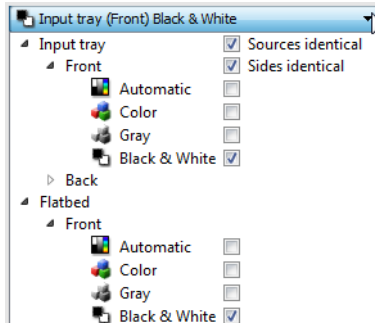 Input tray (Front) Black & White
Input tray Sources identical
Front Sides identical
Automatic
Color
Gray
Black & White
Back
Flatbed
Front
Automatic
Color
Gray
Black & White